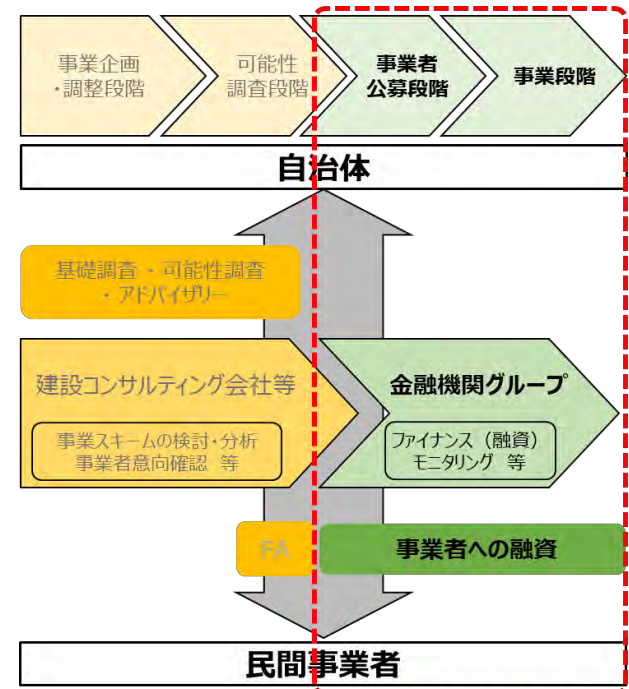 事業企画
・調整段階
可能性
調査段階
事業者
公募段階
事業段階
自治体
基礎調査・可能性調査
・アドバイザリー
建設コンサルティング会社等
事業スキームの検討・分析
事業者意向確認 等
金融機関グループ
ファイナンス（融資）
モニタリング 等
FA
事業者への融資
民間事業者